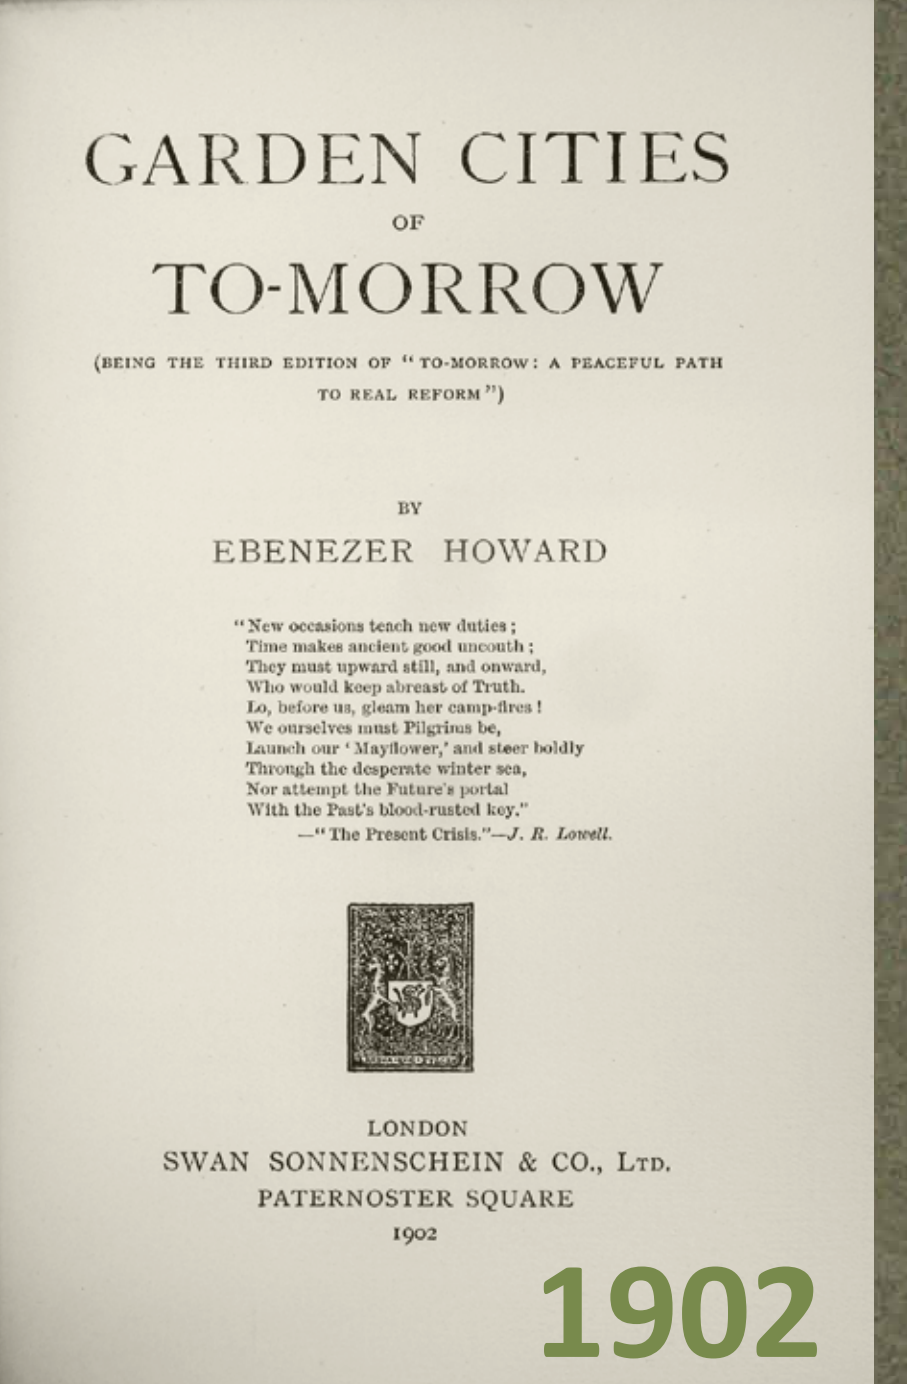 GARDEN CITIES
OF
TO-MORROW
(BEING THE THIRD EDITION OF “TO-MORROW: A PEACEFUL PATH
TO REAL REFORM”)
BY
EBENEZER HOWARD
“New occasions teach new duties;
Time makes ancient good uncouth;
They must upward still, and onward,
Who would keep abreast of Truth.
Lo, before us, gleam her camp-fires!
We ourselves must Pilgrims be,
Launch our ‘Mayflower,’ and steer boldly
Through the desperate winter sea,
Nor attempt the Future's portal
With the Past's blood-rusted key.”
—“The Present Crisis.”—J. R. Lowell.
LONDON
SWAN SONNENSCHEIN & CO., LTD.
PATERNOSTER SQUARE
1902
1902